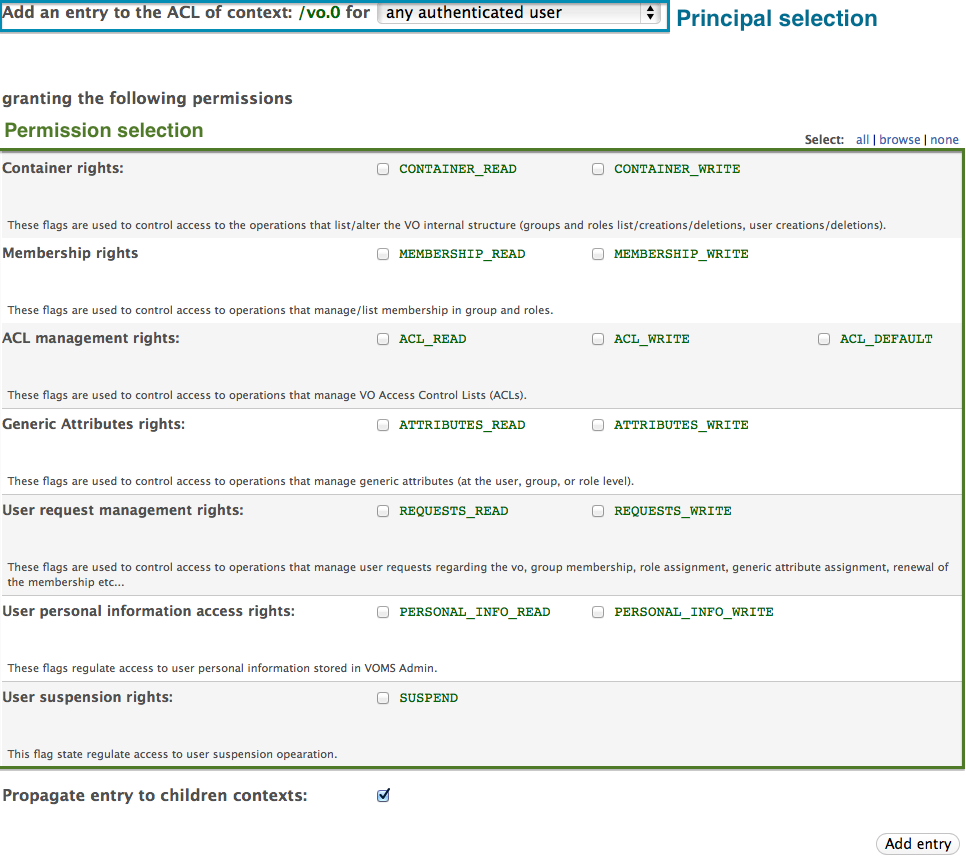 Add an entry to the ACL of context: /vo.0 for any authenticated user Principal selection
granting the following permissions
Permission selection
Select: all | browse | none
Container rights: CONTAINER_READ CONTAINER_WRITE
These flags are used to control access to the operations that list/alter the VO internal structure (groups and roles list/creations/deletions, user creations/deletions).
Membership rights MEMBERSHIP_READ MEMBERSHIP_WRITE
These flags are used to control access to operations that manage/list membership in group and roles.
ACL management rights: ACL_READ ACL_WRITE ACL_DEFAULT
These flags are used to control access to operations that manage VO Access Control Lists (ACLs).
Generic Attributes rights: ATTRIBUTES_READ ATTRIBUTES_WRITE
These flags are used to control access to operations that manage generic attributes (at the user, group, or role level).
User request management rights: REQUESTS_READ REQUESTS_WRITE
These flags are used to control access to operations that manage user requests regarding the vo, group membership, role assignment, generic attribute assignment, renewal of
the membership etc...
User personal information access rights: PERSONAL_INFO_READ PERSONAL_INFO_WRITE
These flags regulate access to user personal information stored in VOMS Admin.
User suspension rights: SUSPEND
This flag state regulate access to user suspension opearation.
Propagate entry to children contexts:
Add entry